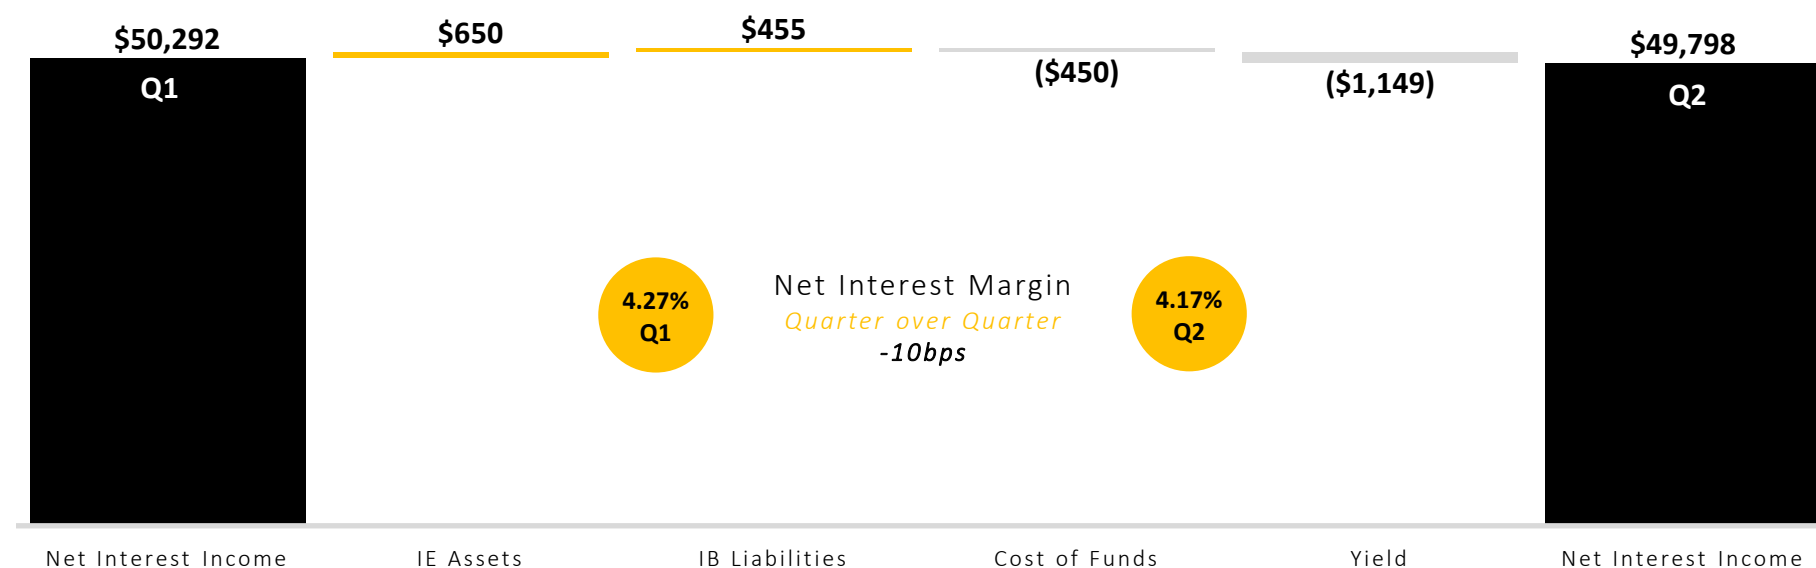 $50,292
Q1
$650
$455
($450)
($1,149)
$49,798
Q2
4.27%
Q1
Net Interest Margin
Quarter over Quarter
-10bps
4.17%
Q2
Net Interest Income
IE Assets
IB Liabilities
Cost of Funds
Yield
Net Interest Income